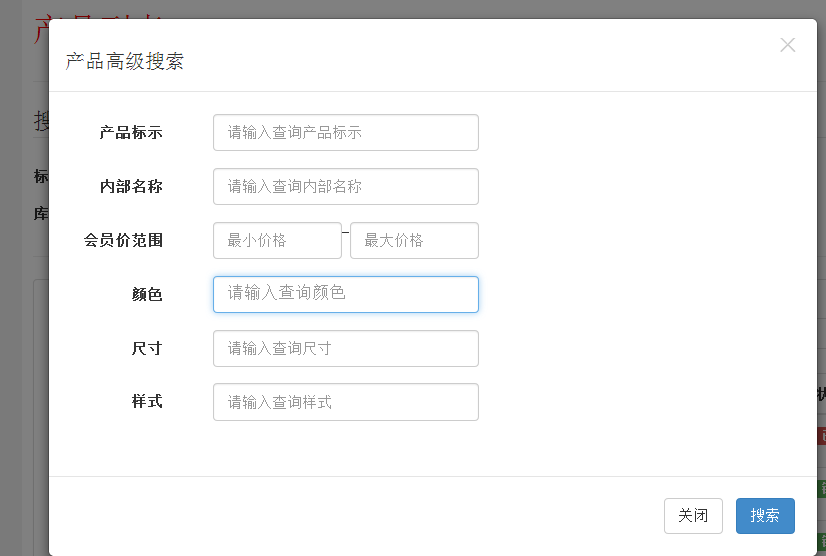 产品高级搜索
产品标示 请输入查询产品标示
内部名称 请输入查询内部名称
会员价范围 最小价格 – 最大价格
颜色 请输入查询颜色
尺寸 请输入查询尺寸
样式 请输入查询样式
关闭 搜索
搜
标
库